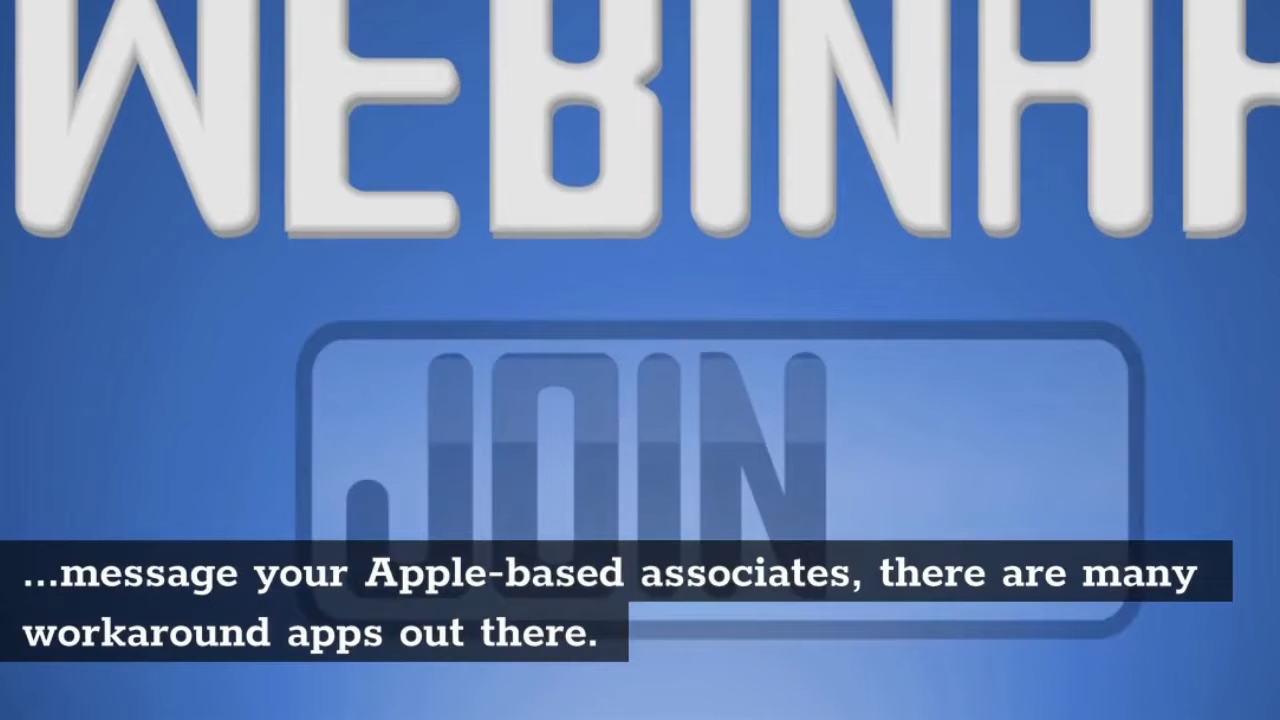 WEBINAR
JOIN
...message your Apple-based associates, there are many
workaround apps out there.